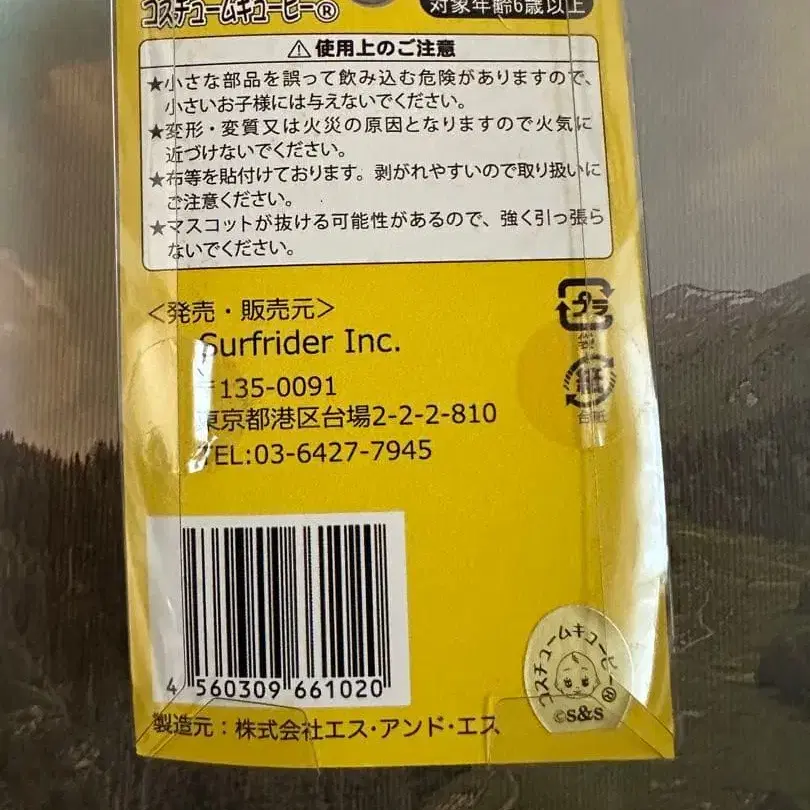 コスチュームキューピー®
対象年齢6歳以上
⚠使用上のご注意
★小さな部品を誤って飲み込む危険がありますので、
小さいお子様には与えないでください。
★変形・変質又は火災の原因となりますので火気に
近づけないでください。
★布等を貼付けております。剥がれやすいので取り扱いに
ご注意ください。
★マスコットが抜ける可能性があるので、強く引っ張ら
ないでください。
＜発売・販売元＞
Surfrider Inc.
〒135-0091
東京都港区台場2-2-2-810
TEL:03-6427-7945
プラ
袋
紙
台紙
4 560309 661020
コスチュームキューピー®
©S&S
製造元：株式会社エス・アンド・エス